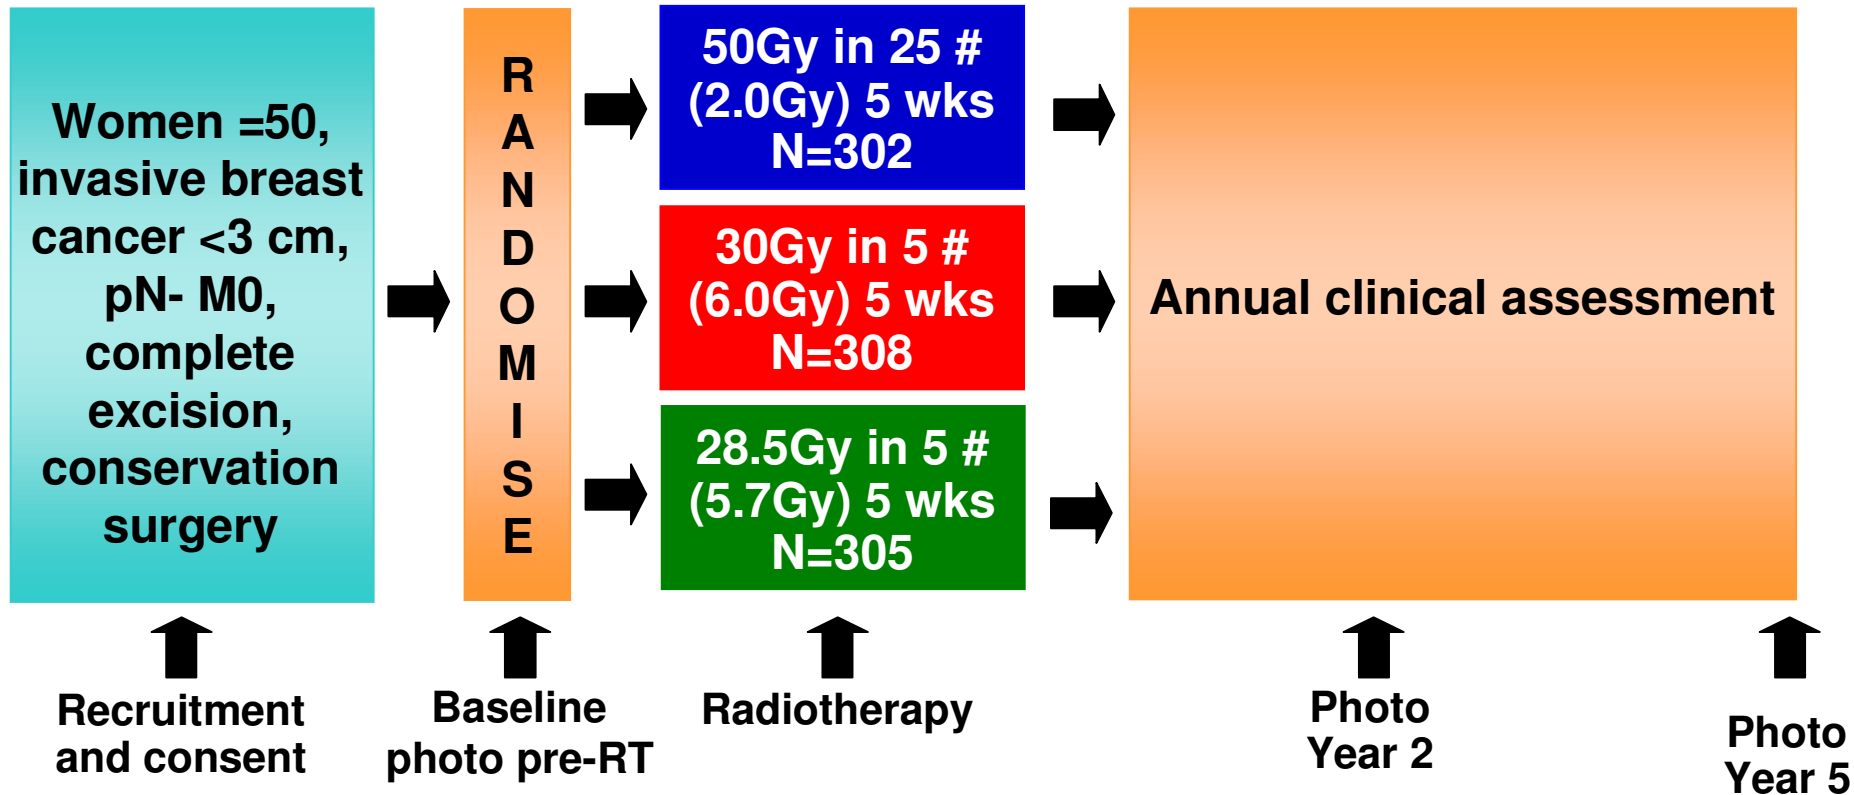 Women =50,
invasive breast
cancer <3 cm,
pN- M0,
complete
excision,
conservation
surgery
R
A
N
D
O
M
I
S
E
50Gy in 25 #
(2.0Gy) 5 wks
N=302
30Gy in 5 #
(6.0Gy) 5 wks
N=308
28.5Gy in 5 #
(5.7Gy) 5 wks
N=305
Annual clinical assessment
Recruitment
and consent
Baseline
photo pre-RT
Radiotherapy
Photo
Year 2
Photo
Year 5